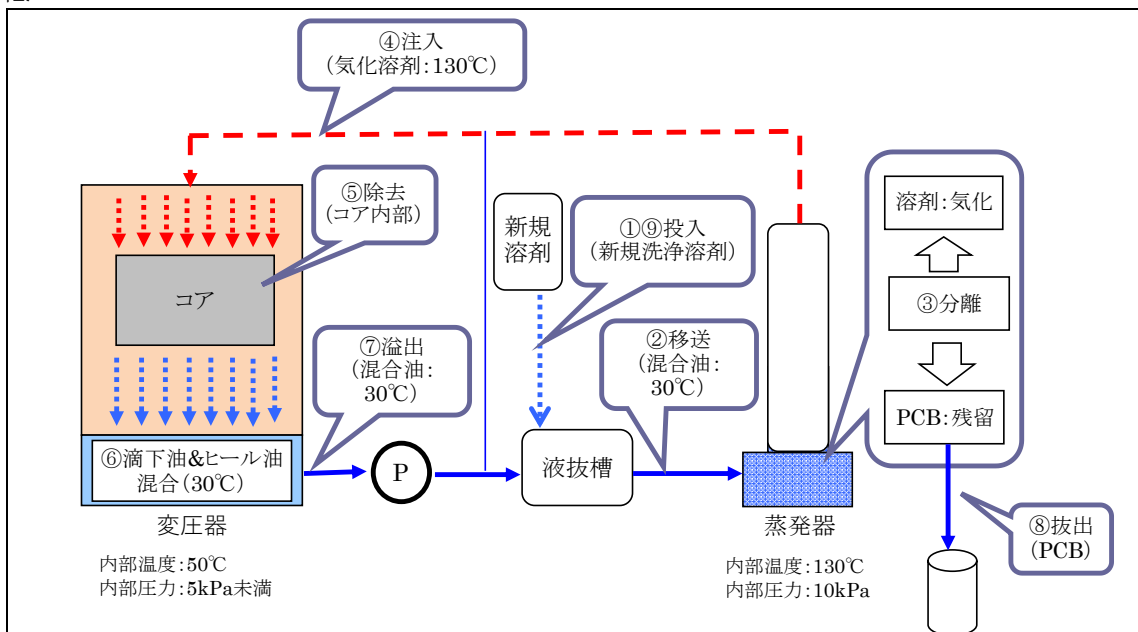 ④注入
(気化溶剤:130℃)
⑤除去
(コア内部)
新規
溶剤
①⑨投入
(新規洗浄溶剤)
溶剤:気化
③分離
PCB:残留
コア
⑦溢出
(混合油:
30℃)
②移送
(混合油:
30℃)
⑥滴下油&ヒール油
混合(30℃)
P
液抜槽
変圧器
蒸発器
⑧抜出
(PCB)
内部温度:50℃
内部圧力:5kPa未満
内部温度:130℃
内部圧力:10kPa